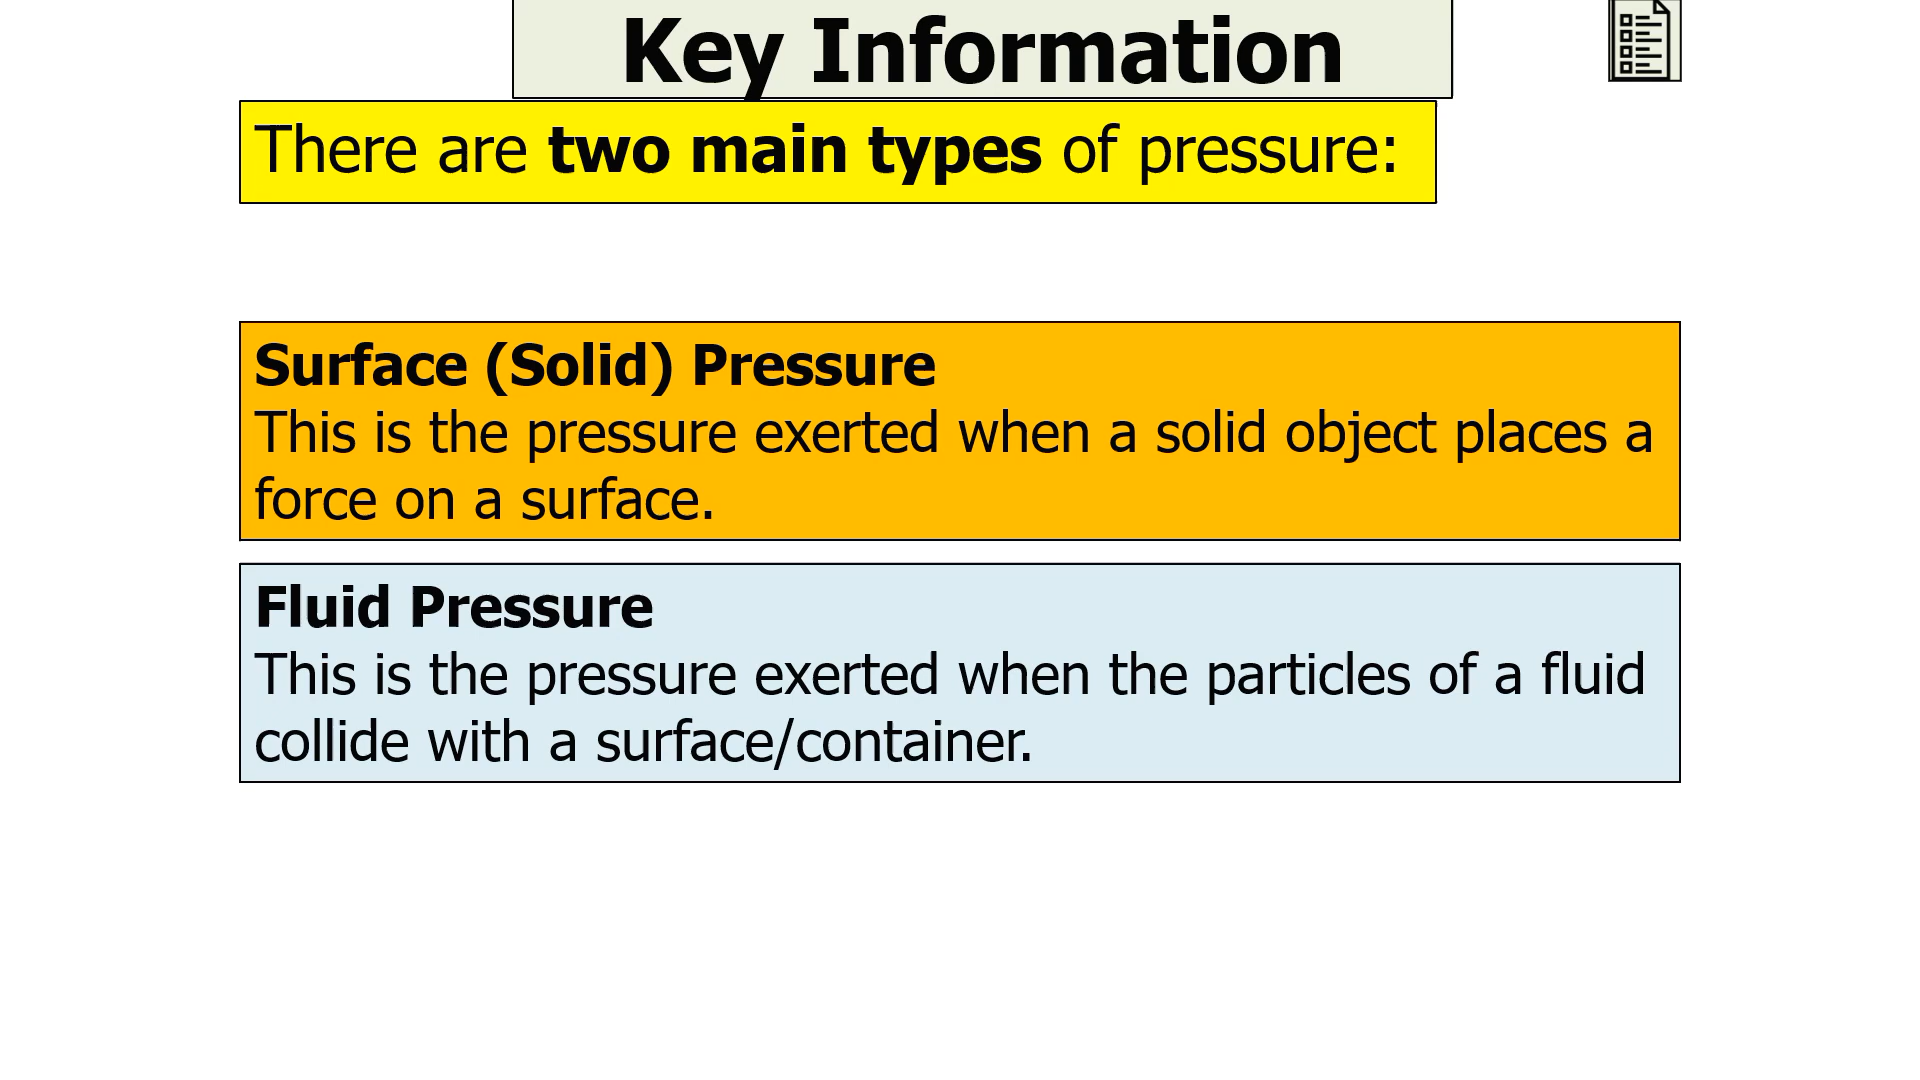 Key Information
There are two main types of pressure:
Surface (Solid) Pressure
This is the pressure exerted when a solid object places a
force on a surface.
Fluid Pressure
This is the pressure exerted when the particles of a fluid
collide with a surface/container.